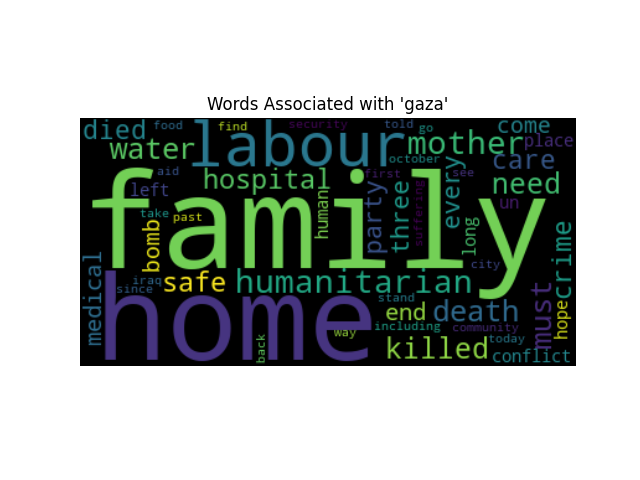 Words Associated with 'gaza'
died food find security told go come
water labour mother place
aid hospital october first see care
left human party three suffering every un need
family
take past bomb long
medical iraq since safe humanitarian city crime
home stand end death must hope
way including community today
back killed conflict